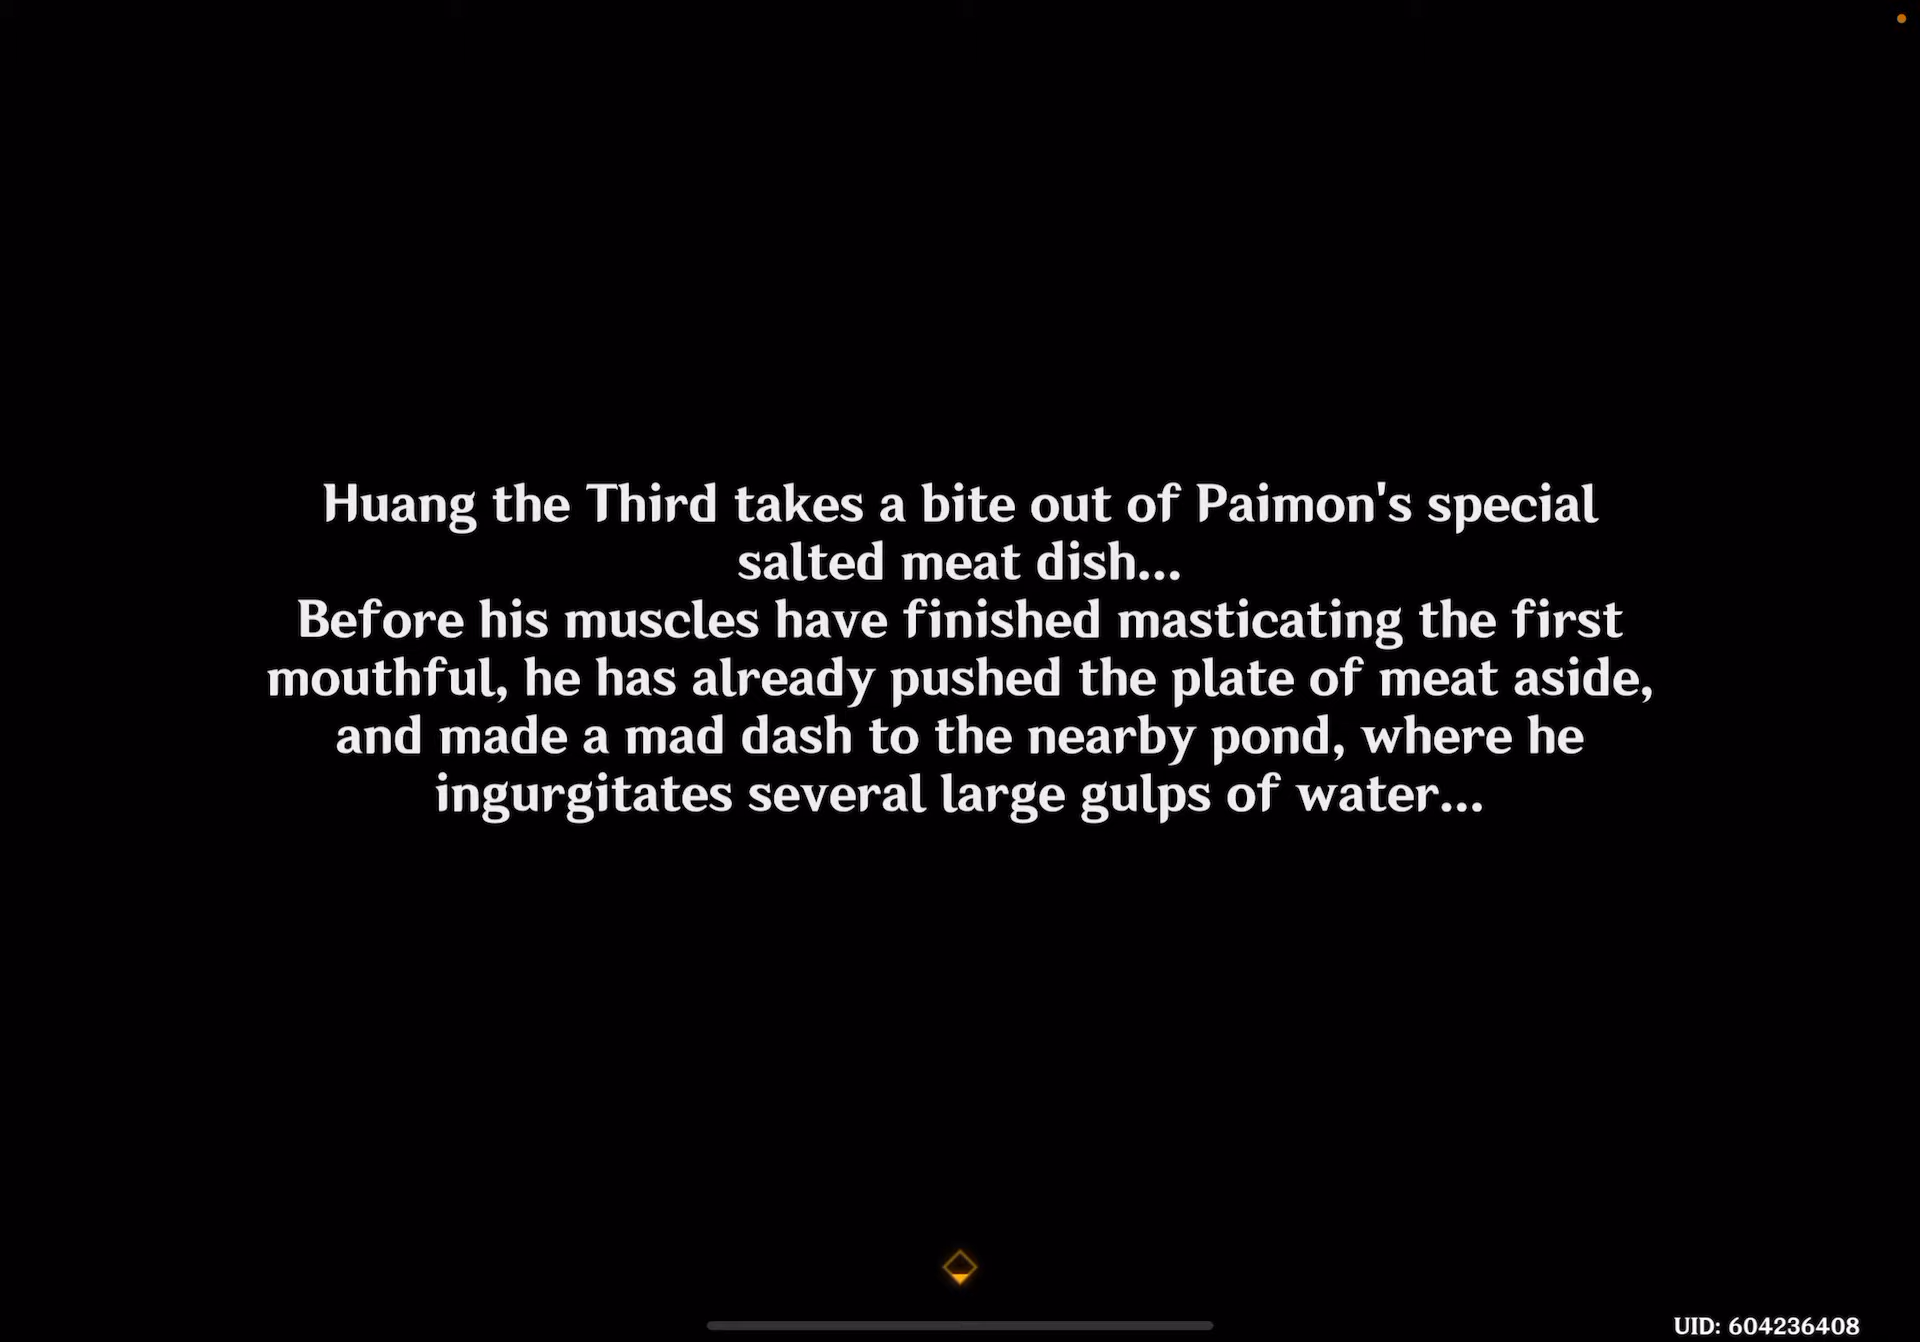 Huang the Third takes a bite out of Paimon's special
salted meat dish...
Before his muscles have finished masticating the first
mouthful, he has already pushed the plate of meat aside,
and made a mad dash to the nearby pond, where he
ingurgitates several large gulps of water...
UID: 604236408